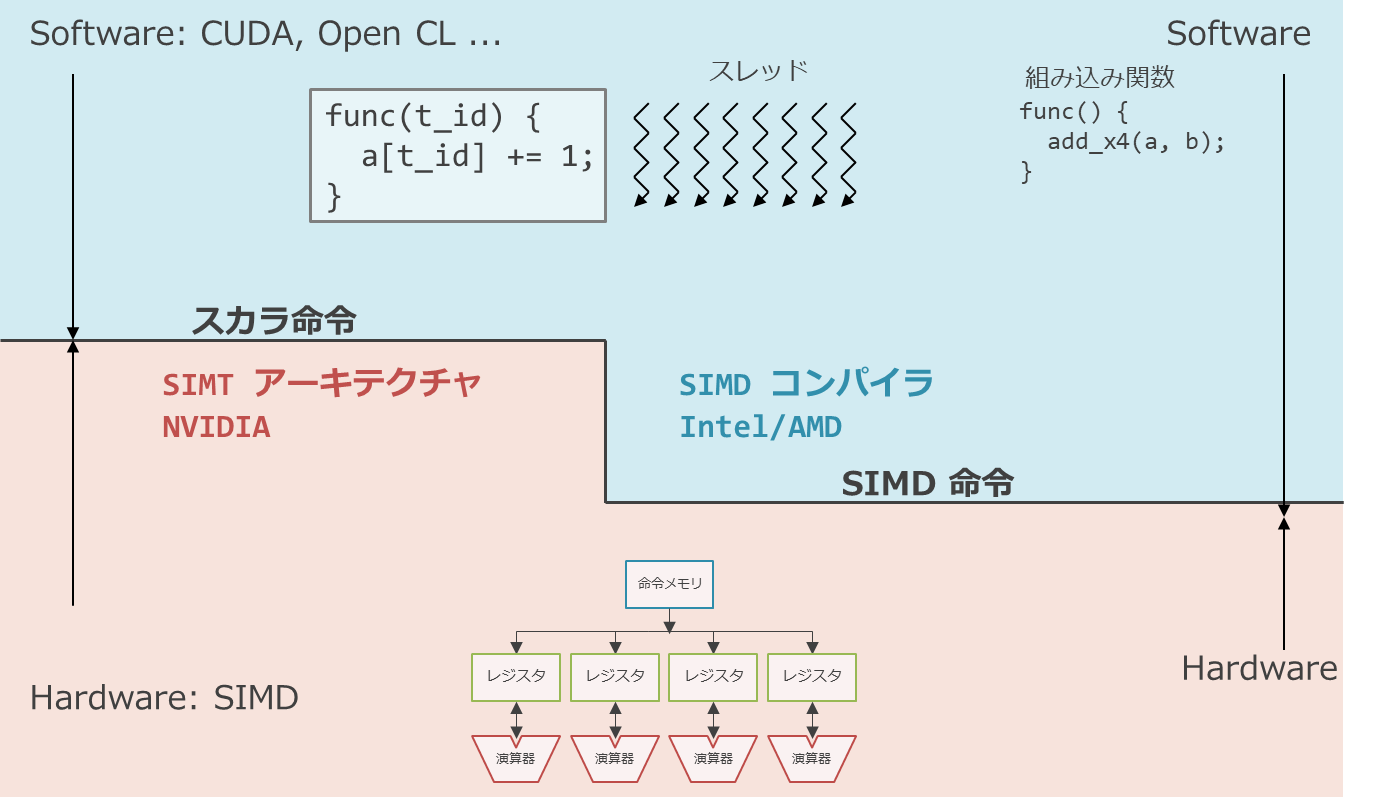 Software: CUDA, Open CL ...
Software
スレッド
組み込み関数
func(t_id) {
a[t_id] += 1;
}
func() {
add_x4(a, b);
}
スカラ命令
SIMT アーキテクチャ
NVIDIA
SIMD コンパイラ
Intel/AMD
SIMD 命令
命令メモリ
レジスタ
レジスタ
レジスタ
レジスタ
Hardware
Hardware: SIMD
演算器
演算器
演算器
演算器